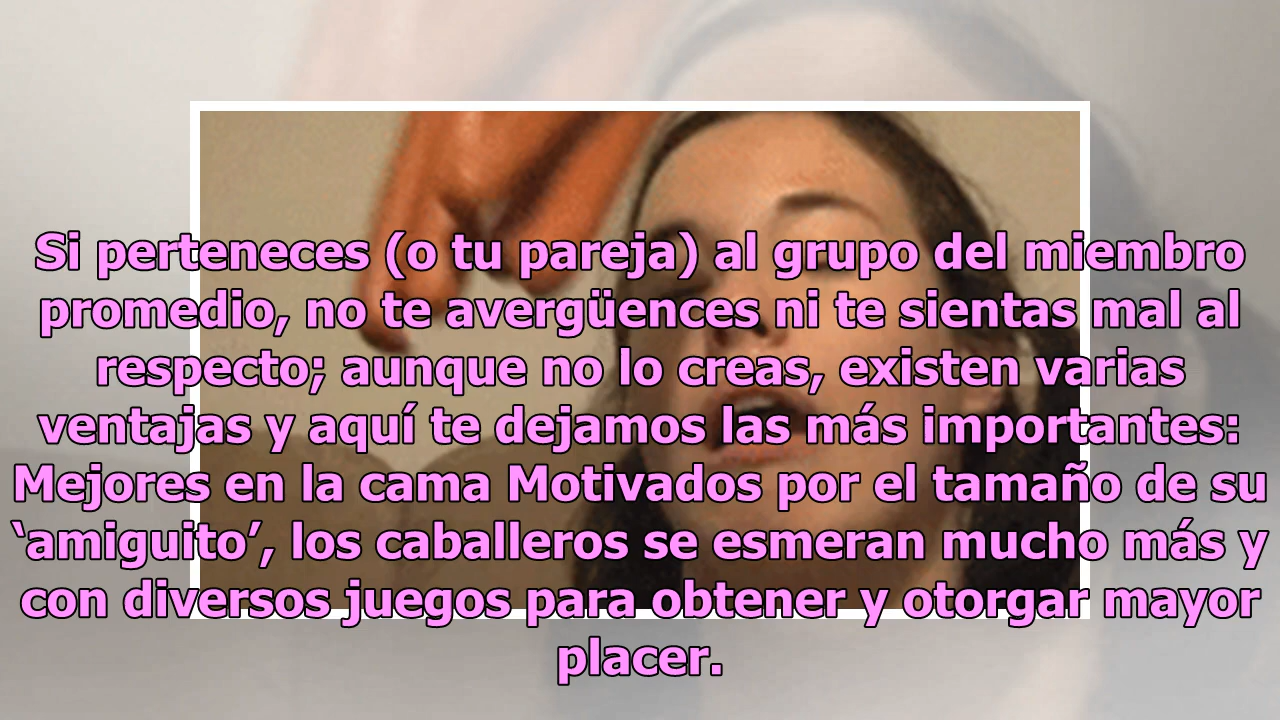 Si perteneces (o tu pareja) al grupo del miembro
promedio, no te avergüences ni te sientas mal al
respecto; aunque no lo creas, existen varias
ventajas y aquí te dejamos las más importantes:
Mejores en la cama Motivados por el tamaño de su
‘amiguito’, los caballeros se esmeran mucho más y
con diversos juegos para obtener y otorgar mayor
placer.